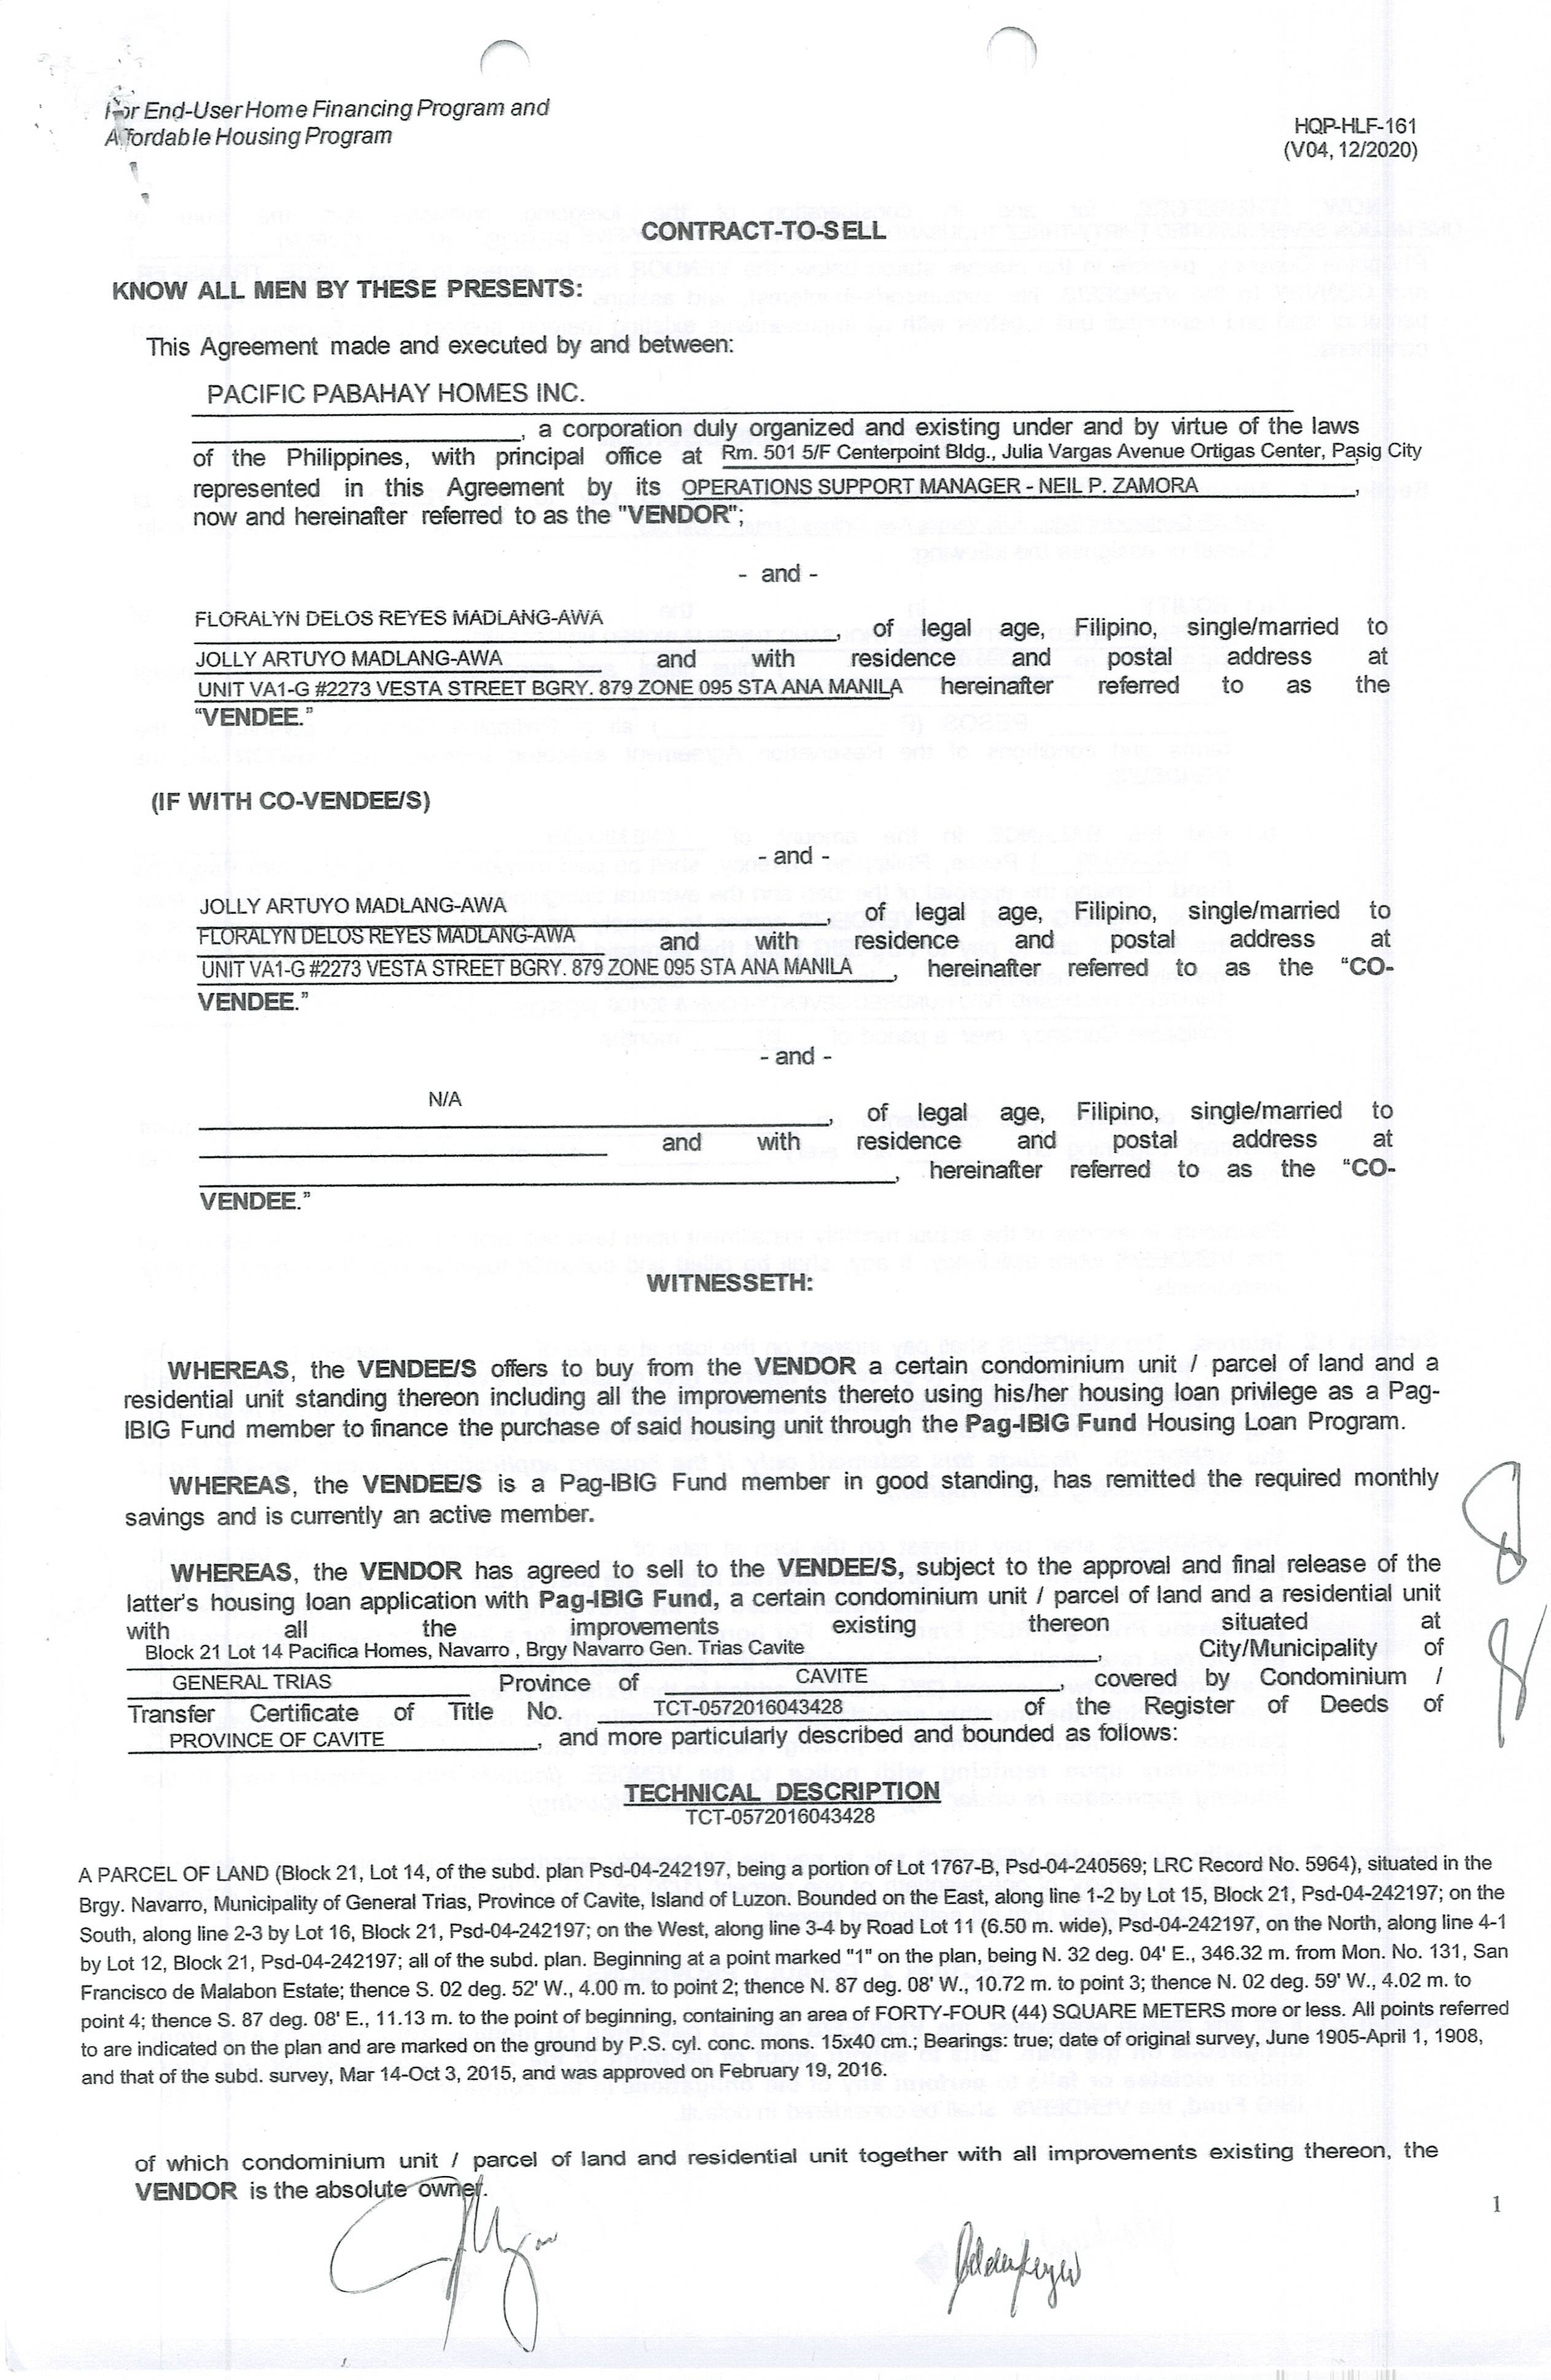 For End-User Home Financing Program and
Affordable Housing Program
HQP-HLF-161
(V04, 12/2020)
CONTRACT-TO-SELL
KNOW ALL MEN BY THESE PRESENTS:
This Agreement made and executed by and between:
PACIFIC PABAHAY HOMES INC.
____________________, a corporation duly organized and existing under and by virtue of the laws
of the Philippines, with principal office at Rm. 501 5/F Centerpoint Bldg., Julia Vargas Avenue Ortigas Center, Pasig City
represented in this Agreement by its OPERATIONS SUPPORT MANAGER - NEIL P. ZAMORA,
now and hereinafter referred to as the "VENDOR";
- and -
FLORALYN DELOS REYES MADLANG-AWA, of legal age, Filipino, single/married to
JOLLY ARTUYO MADLANG-AWA and with residence and postal address at
UNIT VA1-G #2273 VESTA STREET BGRY. 879 ZONE 095 STA ANA MANILA hereinafter referred to as the
"VENDEE."
(IF WITH CO-VENDEE/S)
- and -
JOLLY ARTUYO MADLANG-AWA, of legal age, Filipino, single/married to
FLORALYN DELOS REYES MADLANG-AWA and with residence and postal address at
UNIT VA1-G #2273 VESTA STREET BGRY. 879 ZONE 095 STA ANA MANILA, hereinafter referred to as the "CO-
VENDEE."
- and -
N/A, of legal age, Filipino, single/married to
____________________ and with residence and postal address at
____________________, hereinafter referred to as the "CO-
VENDEE."
WITNESSETH:
WHEREAS, the VENDEE/S offers to buy from the VENDOR a certain condominium unit / parcel of land and a
residential unit standing thereon including all the improvements thereto using his/her housing loan privilege as a Pag-
IBIG Fund member to finance the purchase of said housing unit through the Pag-IBIG Fund Housing Loan Program.
WHEREAS, the VENDEE/S is a Pag-IBIG Fund member in good standing, has remitted the required monthly
savings and is currently an active member.
WHEREAS, the VENDOR has agreed to sell to the VENDEE/S, subject to the approval and final release of the
latter's housing loan application with Pag-IBIG Fund, a certain condominium unit / parcel of land and a residential unit
with all the improvements existing thereon situated at
Block 21 Lot 14 Pacifica Homes, Navarro , Brgy Navarro Gen. Trias Cavite, City/Municipality of
GENERAL TRIAS Province of CAVITE, covered by Condominium /
Transfer Certificate of Title No. TCT-0572016043428 of the Register of Deeds of
PROVINCE OF CAVITE, and more particularly described and bounded as follows:
TECHNICAL DESCRIPTION
TCT-0572016043428
A PARCEL OF LAND (Block 21, Lot 14, of the subd. plan Psd-04-242197, being a portion of Lot 1767-B, Psd-04-240569; LRC Record No. 5964), situated in the
Brgy. Navarro, Municipality of General Trias, Province of Cavite, Island of Luzon. Bounded on the East, along line 1-2 by Lot 15, Block 21, Psd-04-242197; on the
South, along line 2-3 by Lot 16, Block 21, Psd-04-242197; on the West, along line 3-4 by Road Lot 11 (6.50 m. wide), Psd-04-242197, on the North, along line 4-1
by Lot 12, Block 21, Psd-04-242197; all of the subd. plan. Beginning at a point marked "1" on the plan, being N. 32 deg. 04' E., 346.32 m. from Mon. No. 131, San
Francisco de Malabon Estate; thence S. 02 deg. 52' W., 4.00 m. to point 2; thence N. 87 deg. 08' W., 10.72 m. to point 3; thence N. 02 deg. 59' W., 4.02 m. to
point 4; thence S. 87 deg. 08' E., 11.13 m. to the point of beginning, containing an area of FORTY-FOUR (44) SQUARE METERS more or less. All points referred
to are indicated on the plan and are marked on the ground by P.S. cyl. conc. mons. 15x40 cm.; Bearings: true; date of original survey, June 1905-April 1, 1908,
and that of the subd. survey, Mar 14-Oct 3, 2015, and was approved on February 19, 2016.
of which condominium unit / parcel of land and residential unit together with all improvements existing thereon, the
VENDOR is the absolute owner.
1